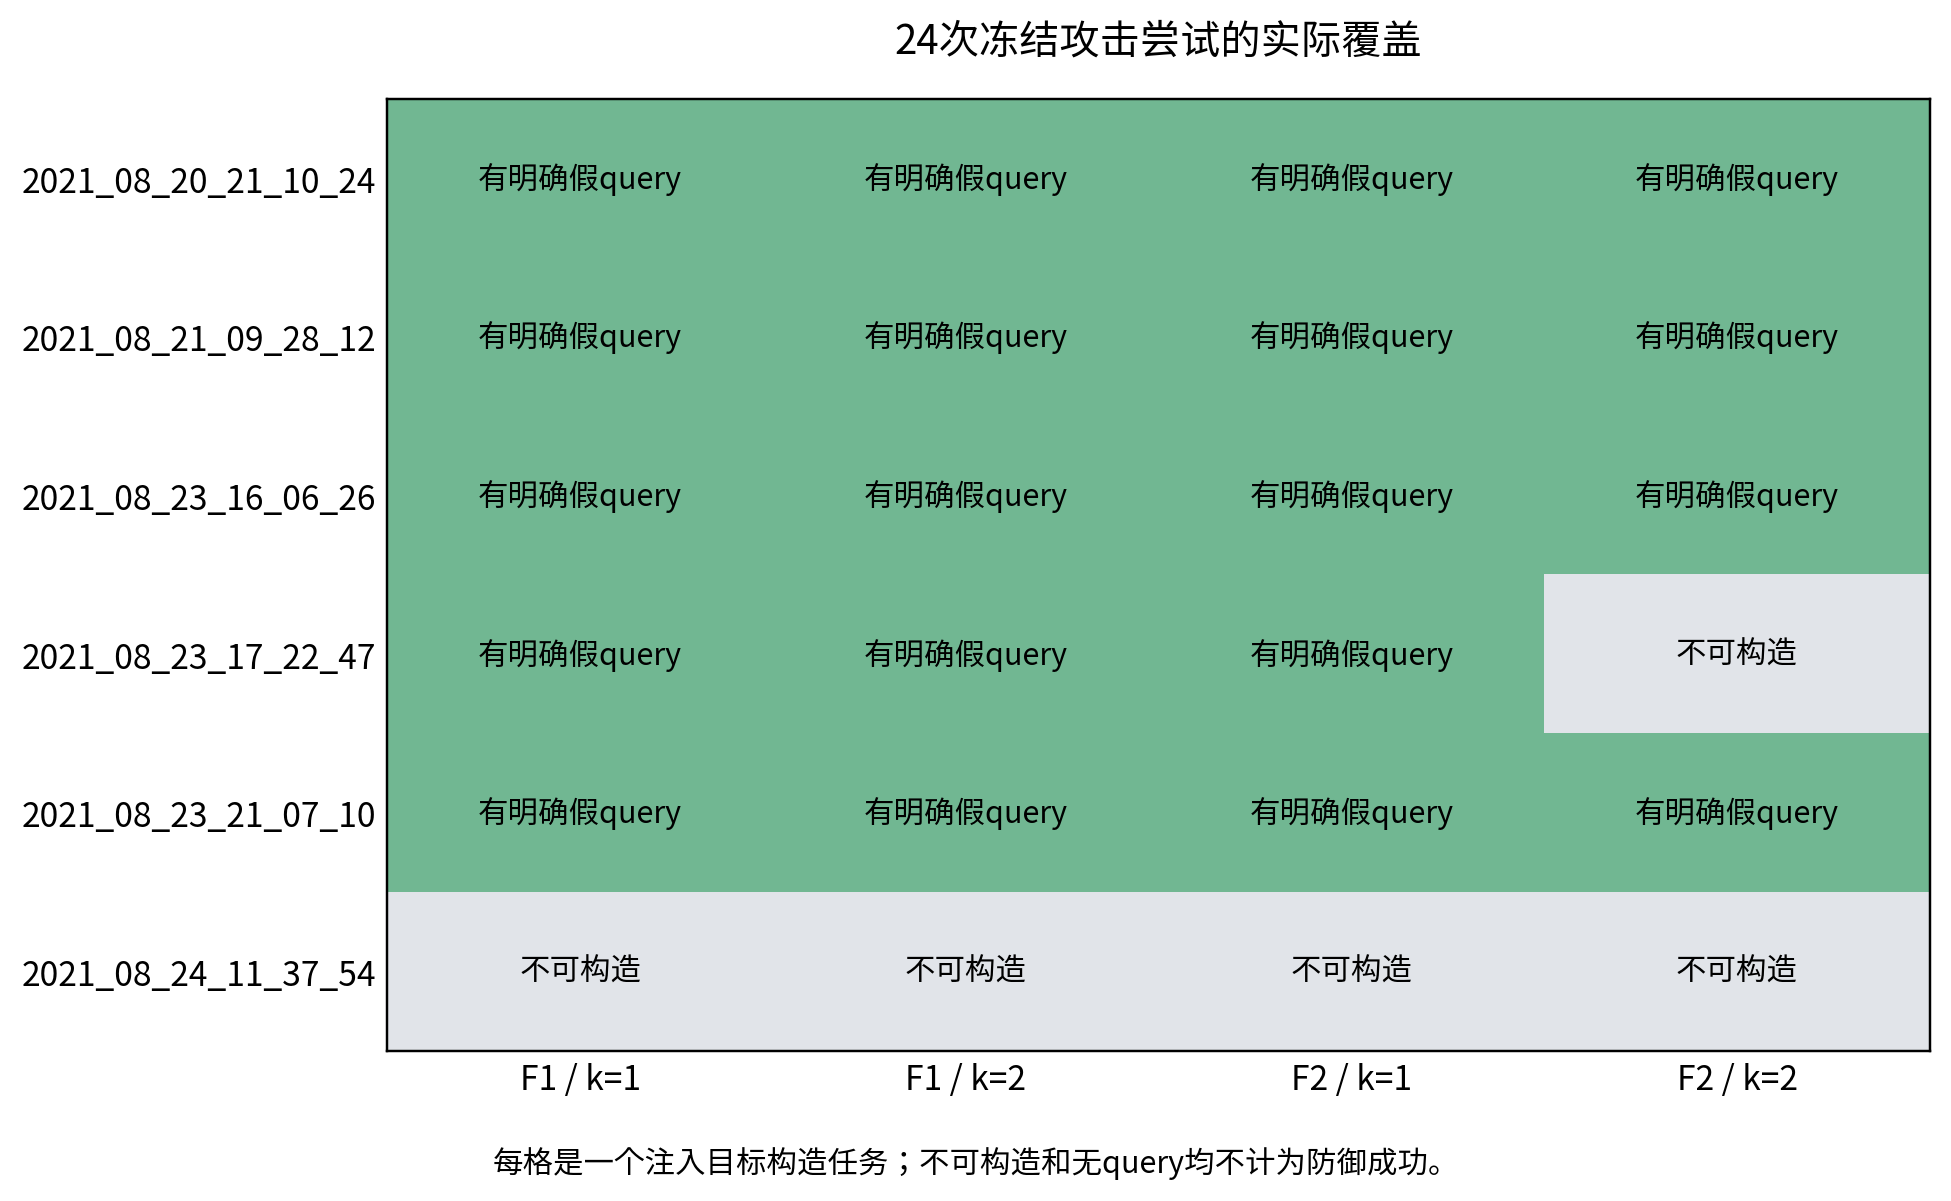 24次冻结攻击尝试的实际覆盖
2021_08_20_21_10_24 有明确假query 有明确假query 有明确假query 有明确假query
2021_08_21_09_28_12 有明确假query 有明确假query 有明确假query 有明确假query
2021_08_23_16_06_26 有明确假query 有明确假query 有明确假query 有明确假query
2021_08_23_17_22_47 有明确假query 有明确假query 有明确假query 不可构造
2021_08_23_21_07_10 有明确假query 有明确假query 有明确假query 有明确假query
2021_08_24_11_37_54 不可构造 不可构造 不可构造 不可构造
F1 / k=1 F1 / k=2 F2 / k=1 F2 / k=2
每格是一个注入目标构造任务；不可构造和无query均不计为防御成功。